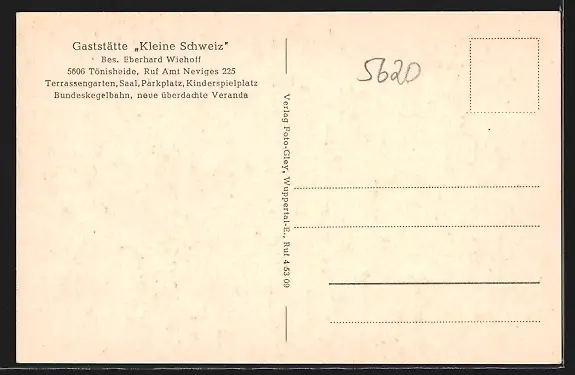 Gaststätte „Kleine Schweiz"
Bes. Eberhard Wiehoff
5606 Tönisheide, Ruf Amt Neviges 225
Terrassengarten, Saal, Parkplatz, Kinderspielplatz
Bundeskegelbahn, neue überdachte Veranda
Verlag Foto-Gley, Wuppertal-E., Ruf 4 53 09
5620